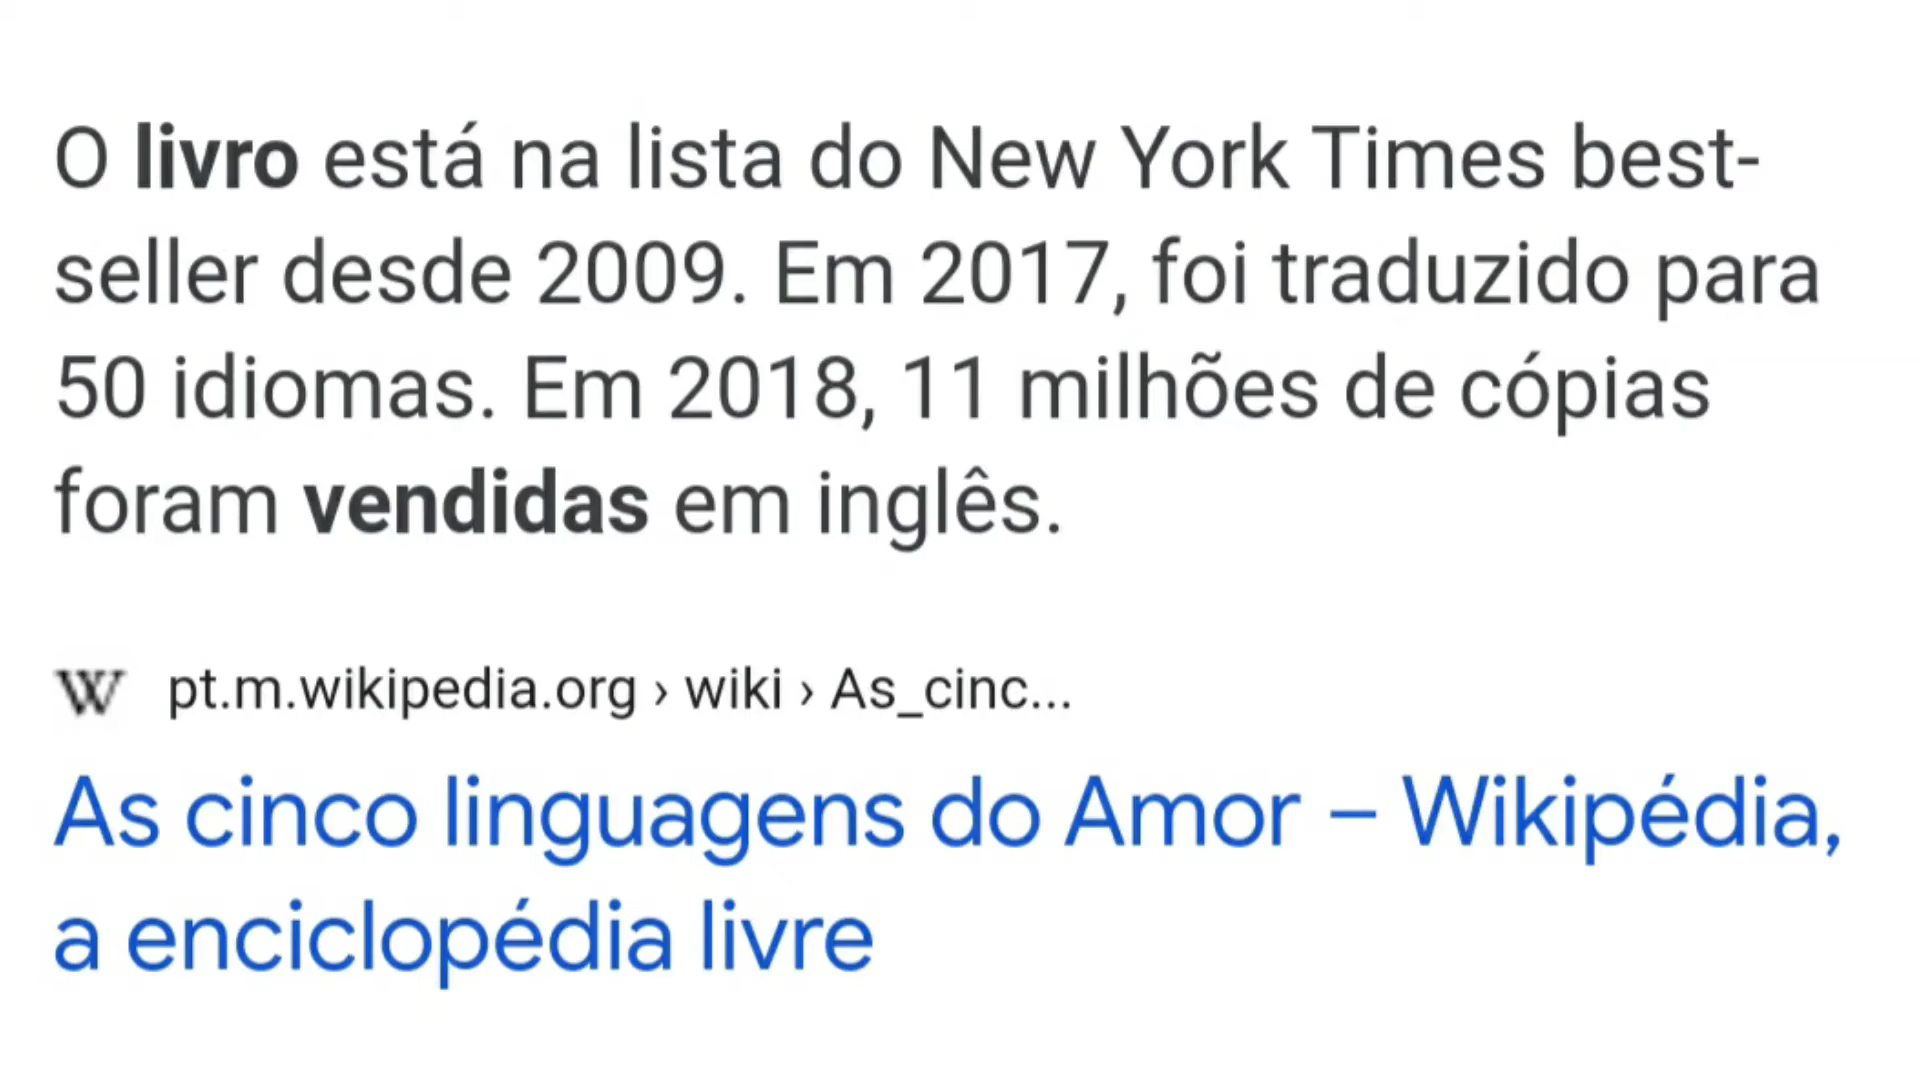 O livro está na lista do New York Times best-
seller desde 2009. Em 2017, foi traduzido para
50 idiomas. Em 2018, 11 milhões de cópias
foram vendidas em inglês.
W pt.m.wikipedia.org › wiki › As_cinc...
As cinco linguagens do Amor – Wikipédia,
a enciclopédia livre